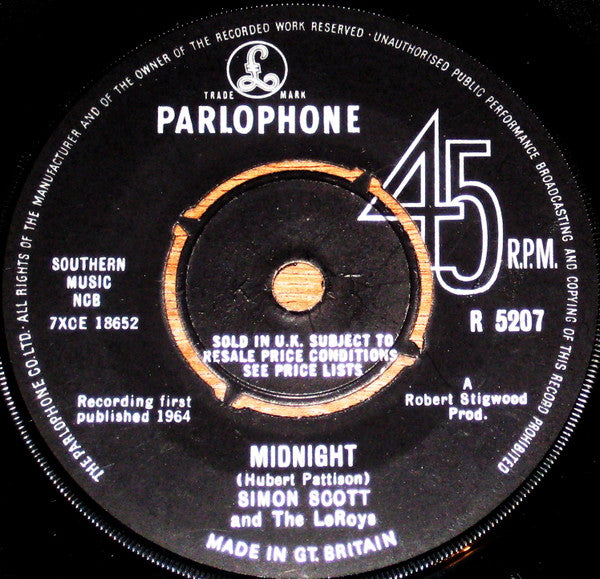 THE PARLOPHONE CO.LTD.· ALL RIGHTS OF THE MANUFACTURER AND OF THE OWNER OF THE RECORDED WORK RESERVED · UNAUTHORISED PUBLIC PERFORMANCE BROADCASTING AND COPYING OF THIS RECORD PROHIBITED
£
TRADE MARK
PARLOPHONE
45
R.P.M.
SOUTHERN
MUSIC
NCB
7XCE 18652
R 5207
SOLD IN U.K. SUBJECT TO
RESALE PRICE CONDITIONS
SEE PRICE LISTS
Recording first
published 1964
A
Robert Stigwood
Prod.
MIDNIGHT
(Hubert Pattison)
SIMON SCOTT
and The LeRoys
MADE IN GT. BRITAIN